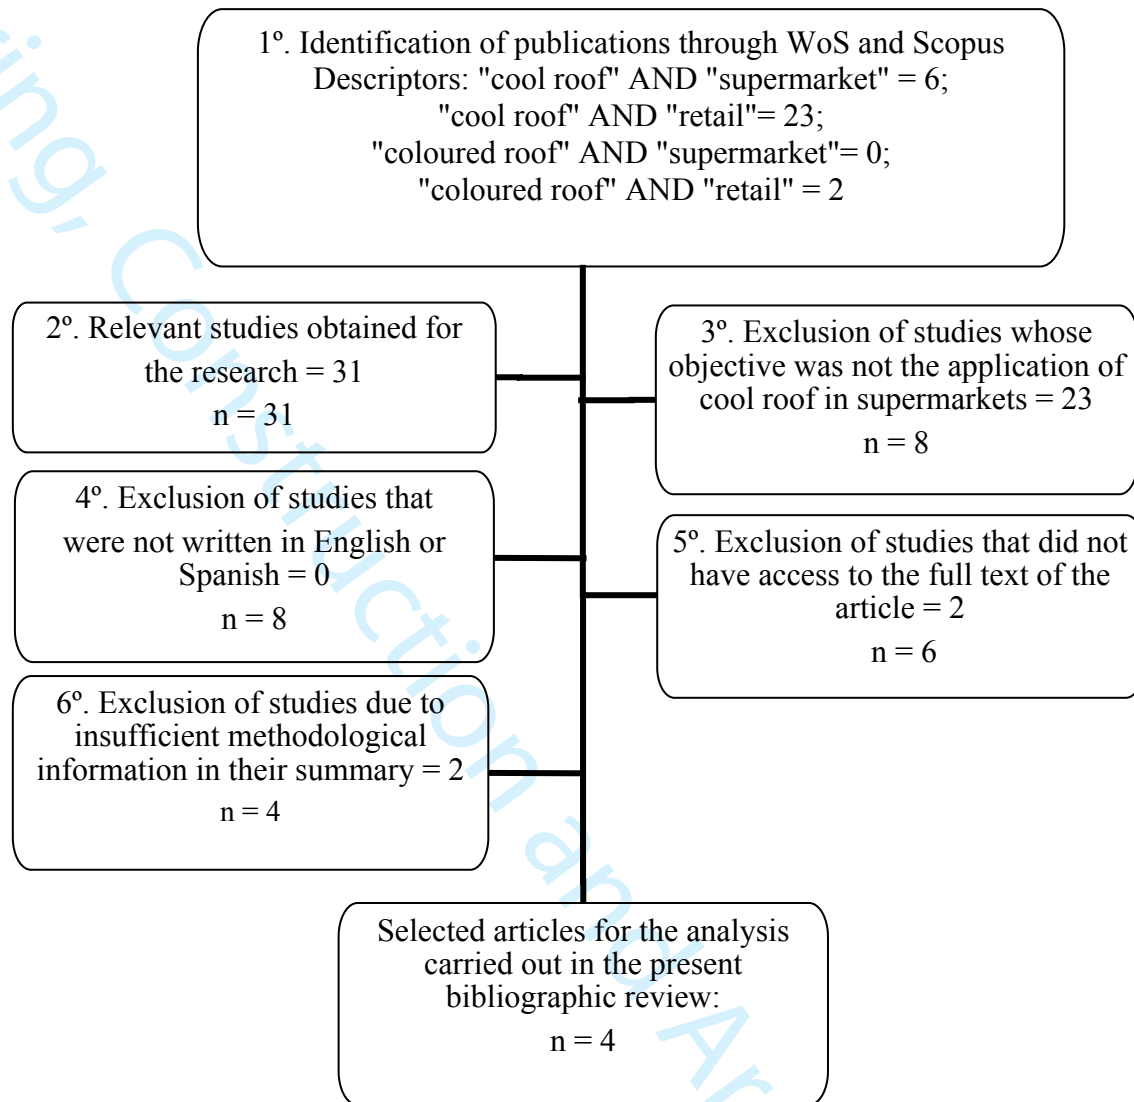 1º. Identification of publications through WoS and Scopus
Descriptors: "cool roof" AND "supermarket" = 6;
"cool roof" AND "retail"= 23;
"coloured roof" AND "supermarket"= 0;
"coloured roof" AND "retail" = 2
2º. Relevant studies obtained for
the research = 31
n = 31
3º. Exclusion of studies whose
objective was not the application of
cool roof in supermarkets = 23
n = 8
4º. Exclusion of studies that
were not written in English or
Spanish = 0
n = 8
5º. Exclusion of studies that did not
have access to the full text of the
article = 2
n = 6
6º. Exclusion of studies due to
insufficient methodological
information in their summary = 2
n = 4
Selected articles for the analysis
carried out in the present
bibliographic review:
n = 4
ring, Construction and Ar